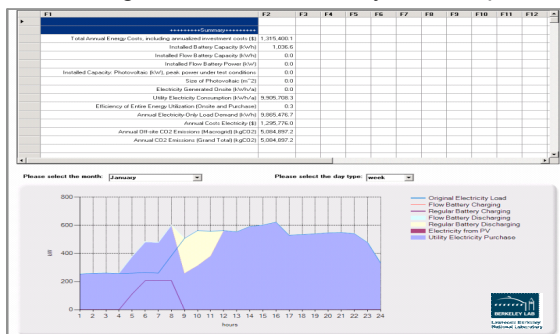 F1 F2 F3 F4 F5 F6 F7 F8 F9 F10 F11 F12
+++++++++Summary+++++++++
Total Annual Energy Costs, including annualized investment costs ($) 1,315,400.1
Installed Battery Capacity (kWh) 1,036.6
Installed Flow Battery Capacity (kWh) 0.0
Installed Flow Battery Power (kW) 0.0
Installed Capacity: Photovoltaic (kW), peak power under test conditions 0.0
Size of Photovoltaic (m^2) 0.0
Electricity Generated Onsite (kWh/a) 0.0
Utility Electricity Consumption (kWh/a) 9,905,708.3
Efficiency of Entire Energy Utilization (Onsite and Purchase) 0.3
Annual Electricity-Only Load Demand (kWh) 9,865,476.7
Annual Costs Electricity ($) 1,295,776.0
Annual Off-site CO2 Emissions (Macrogrid) (kgCO2) 5,084,897.2
Annual CO2 Emissions (Grand Total) (kgCO2) 5,084,897.2
Please select the month: January
Please select the day type: week
800
600
400
200
0
kW
1 2 3 4 5 6 7 8 9 10 11 12 13 14 15 16 17 18 19 20 21 22 23 24
hours
Original Electricity Load
Flow Battery Charging
Regular Battery Charging
Flow Battery Discharging
Regular Battery Discharging
Electricity from PV
Utility Electricity Purchase
BERKELEY LAB
Lawrence Berkeley
National Laboratory